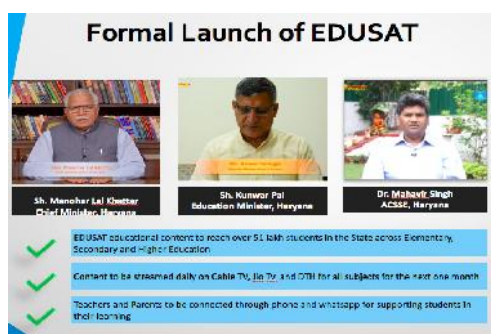 Formal Launch of EDUSAT
Sh. Manohar Lal Khattar
Chief Minister, Haryana
Sh. Kunwar Pal
Education Minister, Haryana
Dr. Mahavir Singh
ACSSE, Haryana
EDUSAT educational content to reach over 51 lakh students in the State across Elementary,
Secondary and Higher Education
Content to be streamed daily on Cable TV, Jio Tv, and DTH for all subjects for the next one month
Teachers and Parents to be connected through phone and whatsapp for supporting students in
their learning